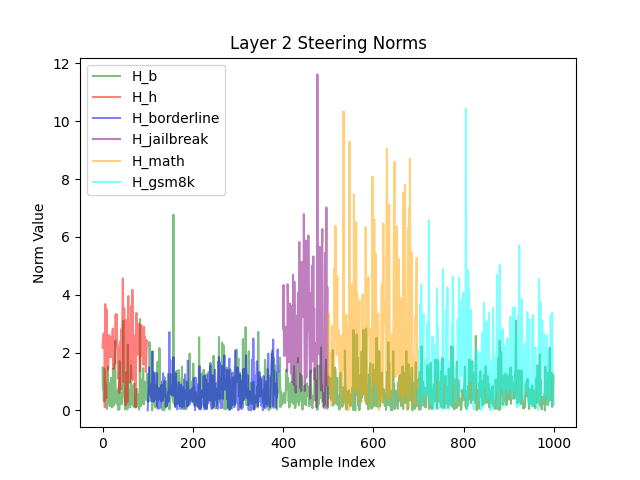 Layer 2 Steering Norms
12
10
8
6
4
2
0
Norm Value
H_b
H_h
H_borderline
H_jailbreak
H_math
H_gsm8k
0 200 400 600 800 1000
Sample Index